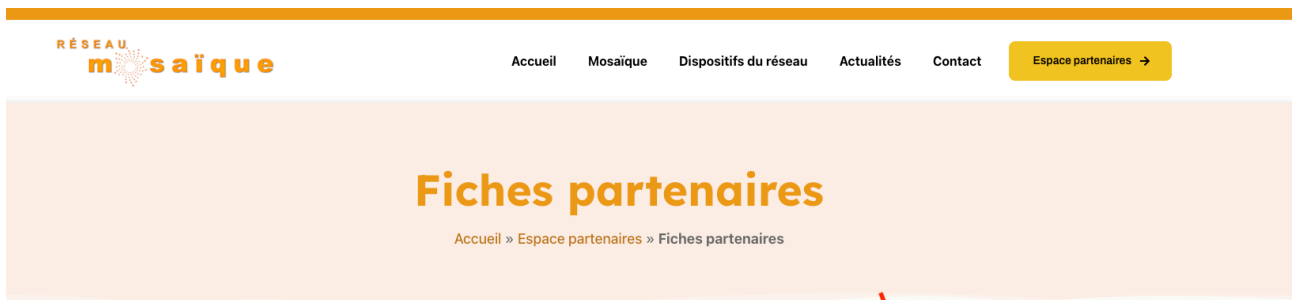 RÉSEAU
mosaïque
Accueil Mosaïque Dispositifs du réseau Actualités Contact Espace partenaires →
Fiches partenaires
Accueil » Espace partenaires » Fiches partenaires